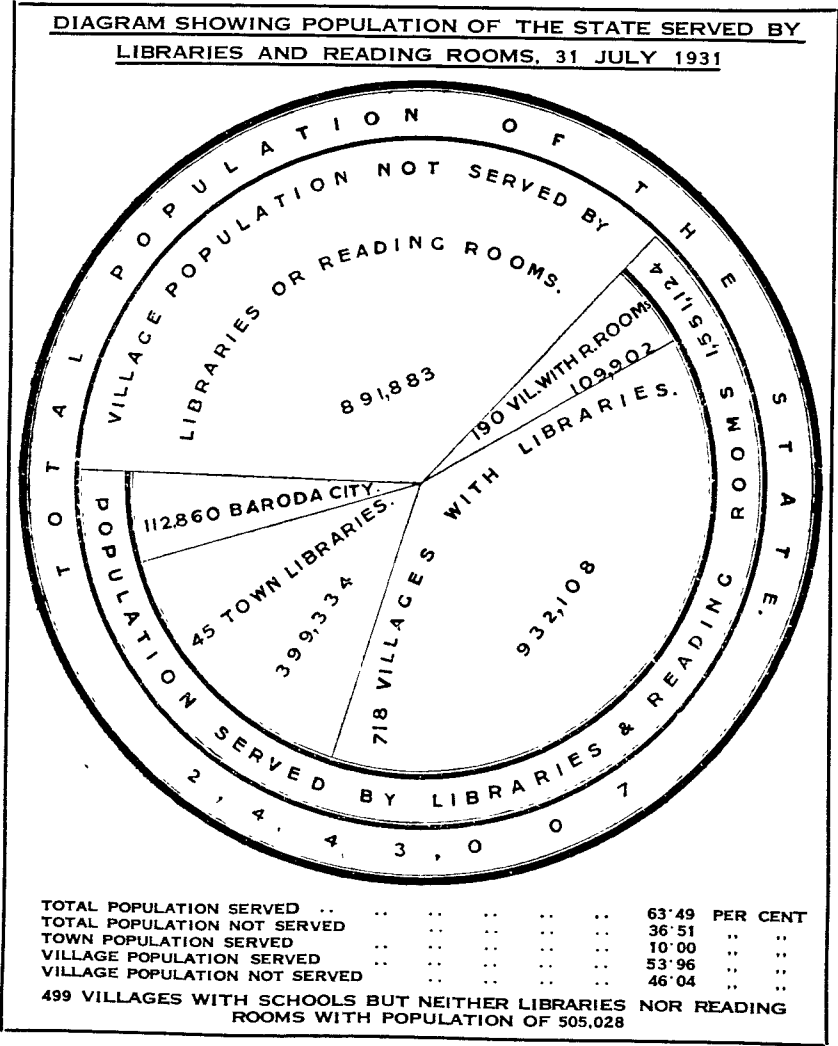 DIAGRAM SHOWING POPULATION OF THE STATE SERVED BY
LIBRARIES AND READING ROOMS, 31 JULY 1931
TOTAL POPULATION OF THE STATE.
2,4,43,007
VILLAGE POPULATION NOT SERVED BY
LIBRARIES OR READING ROOMS.
891,883
190 VIL.WITH R.ROOMS
109,902
1,551,124
718 VILLAGES WITH LIBRARIES.
932,108
112,860 BARODA CITY.
45 TOWN LIBRARIES.
399,334
POPULATION SERVED BY LIBRARIES & READING ROOMS
TOTAL POPULATION SERVED .. .. .. .. .. .. 63·49 PER CENT
TOTAL POPULATION NOT SERVED .. .. .. .. 36·51 ,, ,,
TOWN POPULATION SERVED .. .. .. .. .. 10·00 ,, ,,
VILLAGE POPULATION SERVED .. .. .. .. .. 53·96 ,, ,,
VILLAGE POPULATION NOT SERVED .. .. .. .. 46·04 ,, ,,
499 VILLAGES WITH SCHOOLS BUT NEITHER LIBRARIES NOR READING
ROOMS WITH POPULATION OF 505,028